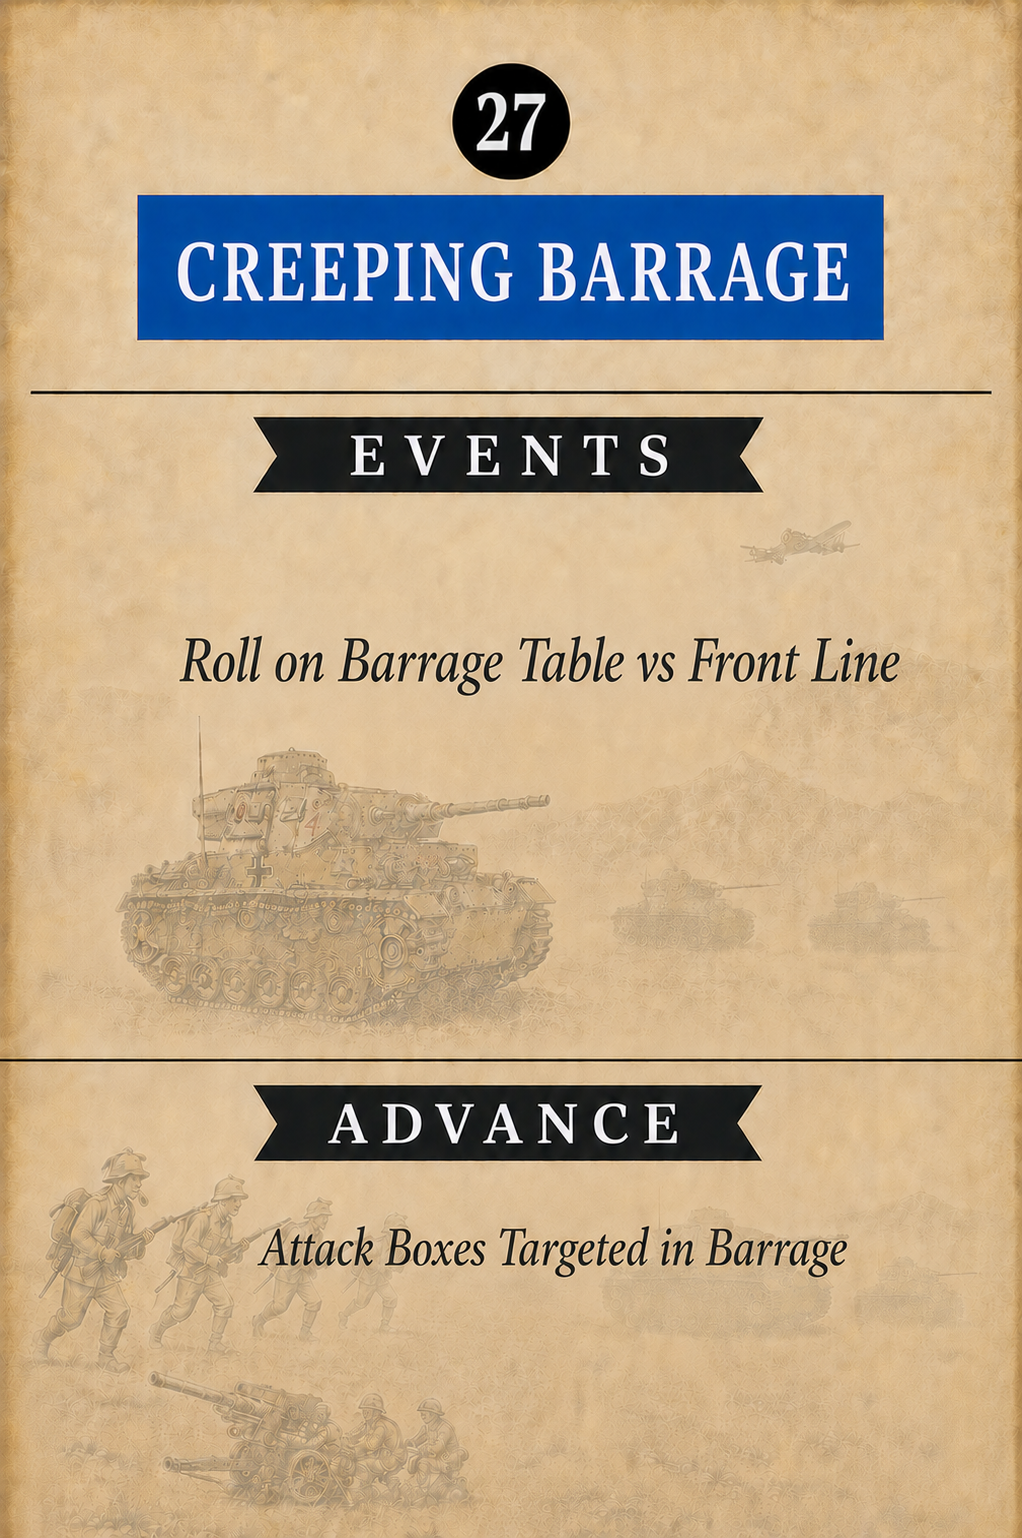 27
CREEPING BARRAGE
EVENTS
Roll on Barrage Table vs Front Line
ADVANCE
Attack Boxes Targeted in Barrage